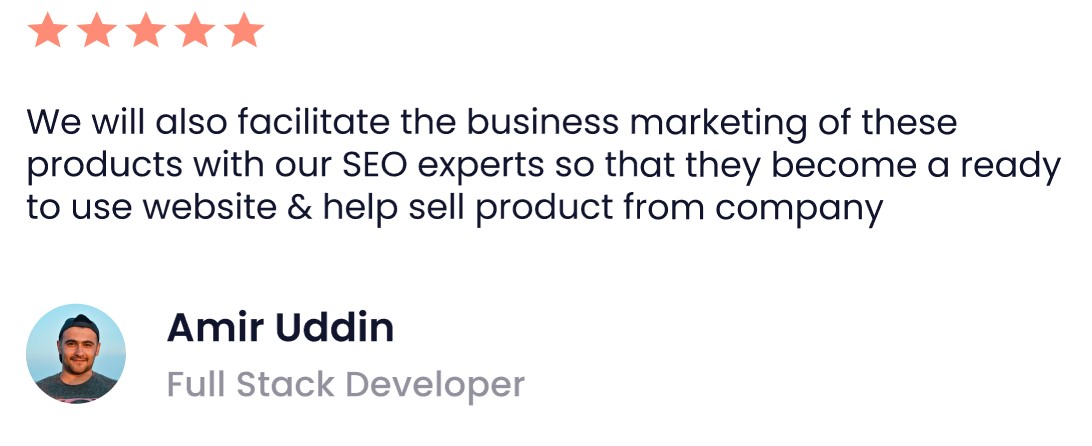 We will also facilitate the business marketing of these
products with our SEO experts so that they become a ready
to use website & help sell product from company
Amir Uddin
Full Stack Developer